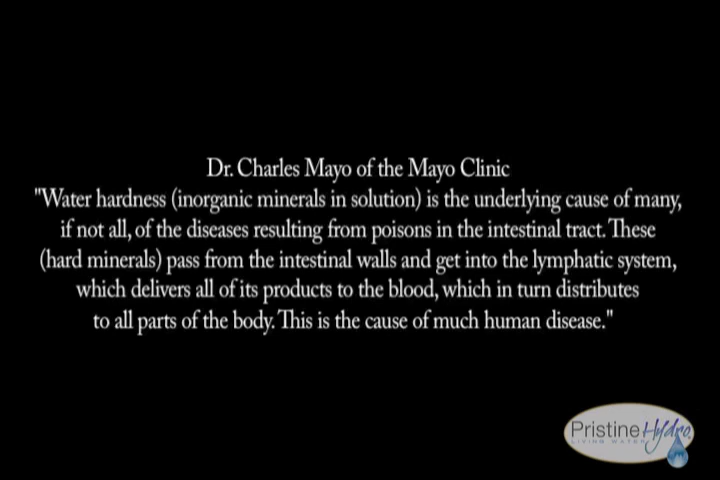 Dr. Charles Mayo of the Mayo Clinic
"Water hardness (inorganic minerals in solution) is the underlying cause of many,
if not all, of the diseases resulting from poisons in the intestinal tract. These
(hard minerals) pass from the intestinal walls and get into the lymphatic system,
which delivers all of its products to the blood, which in turn distributes
to all parts of the body. This is the cause of much human disease."
Pristine Hydro
LIVING WATER